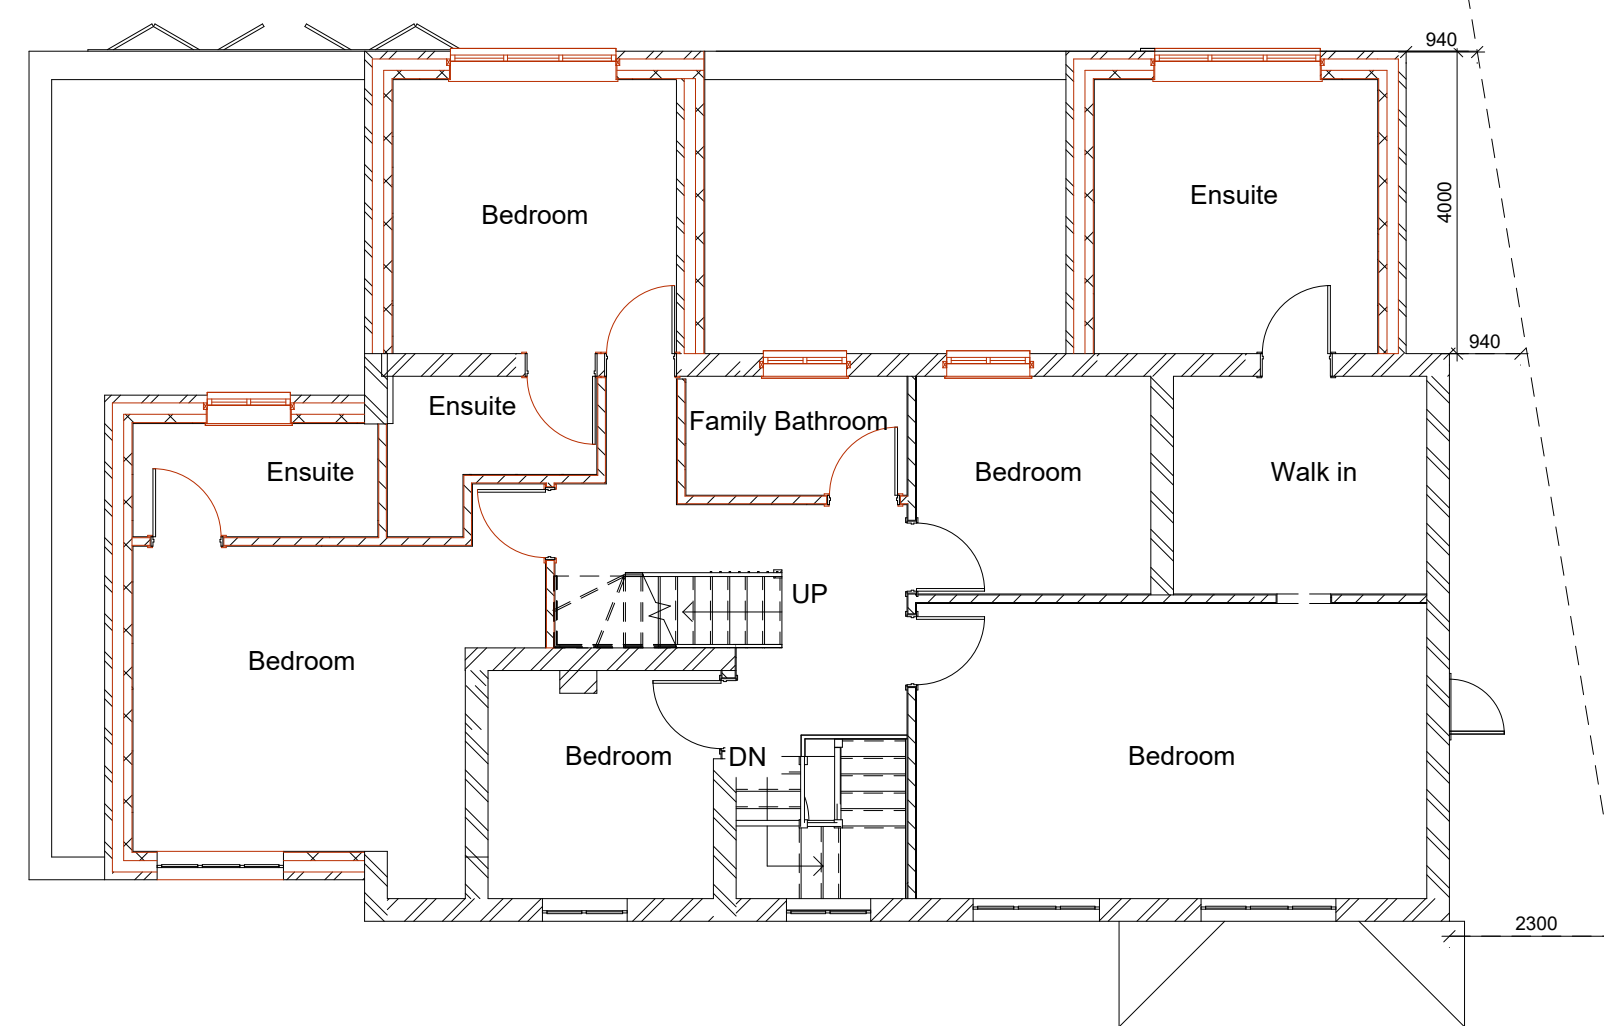 940
4000
Ensuite
Bedroom
940
Ensuite
Family Bathroom
Ensuite
Bedroom
Walk in
UP
Bedroom
Bedroom
DN
Bedroom
2300